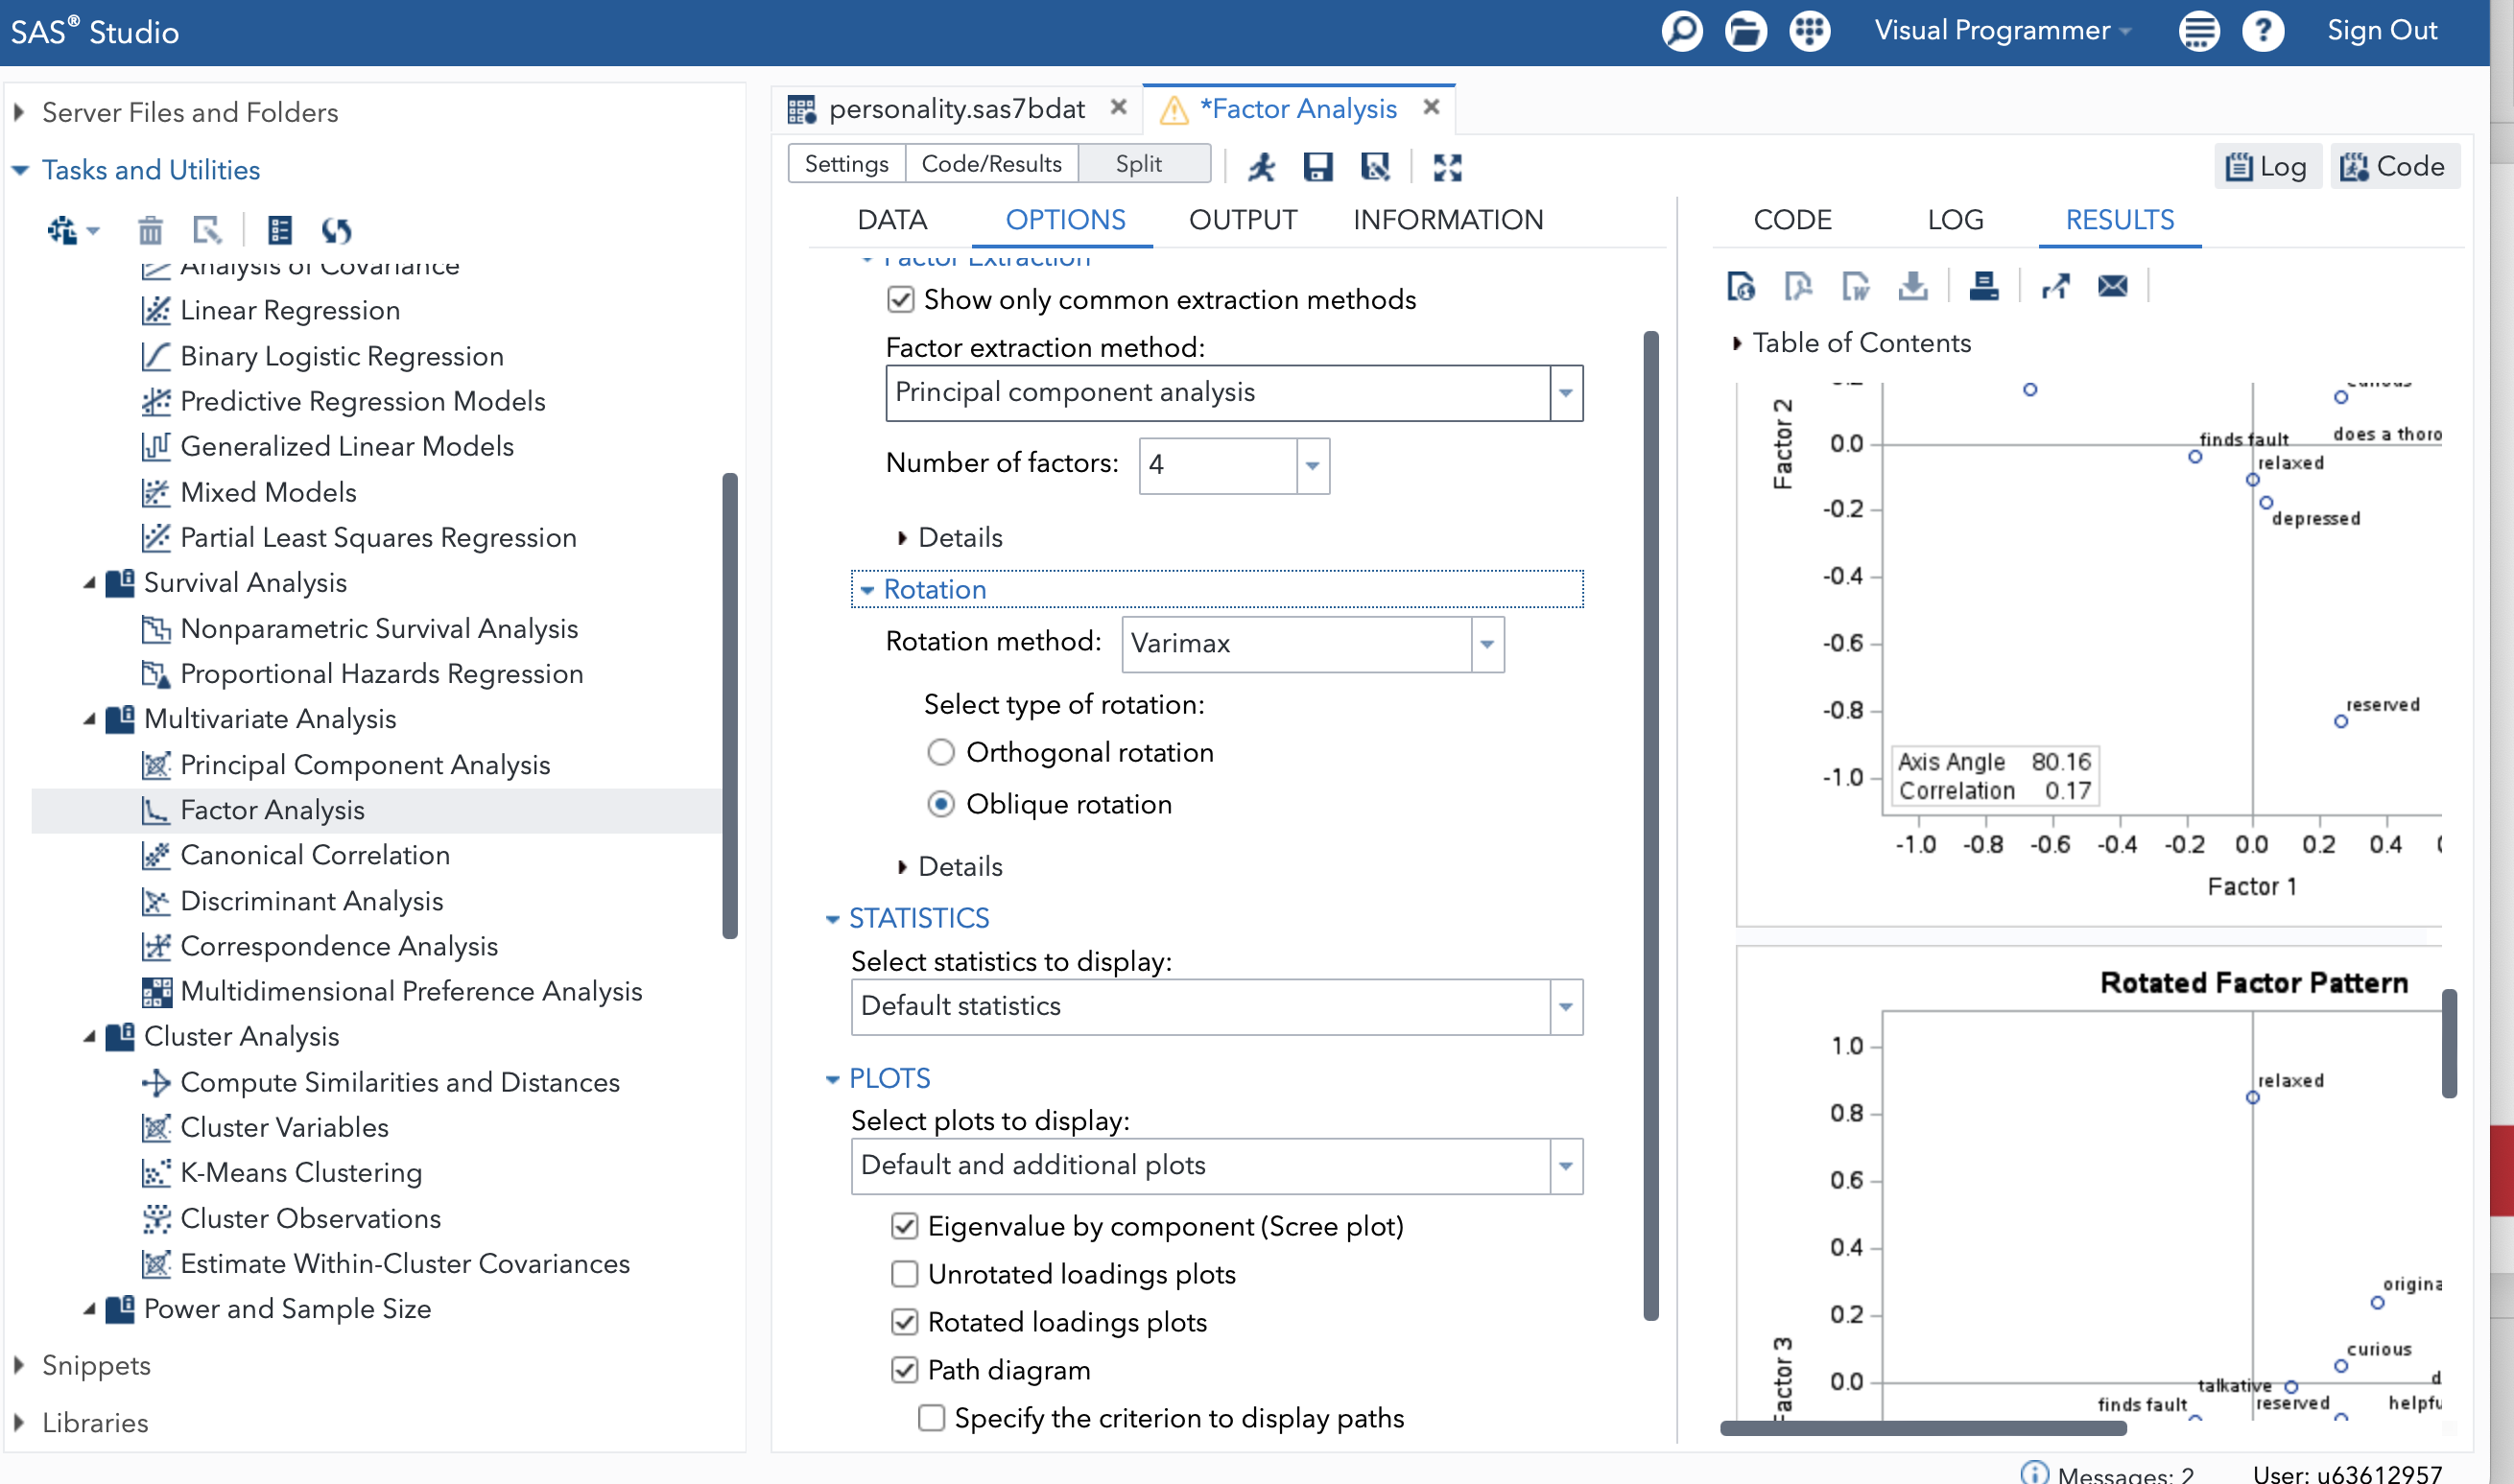 SAS® Studio
Visual Programmer
Sign Out
Server Files and Folders
Tasks and Utilities
Analysis of Covariance
Linear Regression
Binary Logistic Regression
Predictive Regression Models
Generalized Linear Models
Mixed Models
Partial Least Squares Regression
Survival Analysis
Nonparametric Survival Analysis
Proportional Hazards Regression
Multivariate Analysis
Principal Component Analysis
Factor Analysis
Canonical Correlation
Discriminant Analysis
Correspondence Analysis
Multidimensional Preference Analysis
Cluster Analysis
Compute Similarities and Distances
Cluster Variables
K-Means Clustering
Cluster Observations
Estimate Within-Cluster Covariances
Power and Sample Size
Snippets
Libraries
personality.sas7bdat
*Factor Analysis
Settings Code/Results Split
Log Code
DATA OPTIONS OUTPUT INFORMATION
Factor Extraction
Show only common extraction methods
Factor extraction method:
Principal component analysis
Number of factors: 4
Details
Rotation
Rotation method: Varimax
Select type of rotation:
Orthogonal rotation
Oblique rotation
Details
STATISTICS
Select statistics to display:
Default statistics
PLOTS
Select plots to display:
Default and additional plots
Eigenvalue by component (Scree plot)
Unrotated loadings plots
Rotated loadings plots
Path diagram
Specify the criterion to display paths
CODE LOG RESULTS
Table of Contents
curious
Factor 2
0.2
0.0
-0.2
-0.4
-0.6
-0.8
-1.0
finds fault
does a thoro
relaxed
depressed
reserved
Axis Angle 80.16
Correlation 0.17
-1.0 -0.8 -0.6 -0.4 -0.2 0.0 0.2 0.4
Factor 1
Rotated Factor Pattern
1.0
0.8
0.6
0.4
0.2
0.0
Factor 3
relaxed
origina
curious
talkative
d
finds fault
reserved
helpfu
Messages: 2
User: u63612957